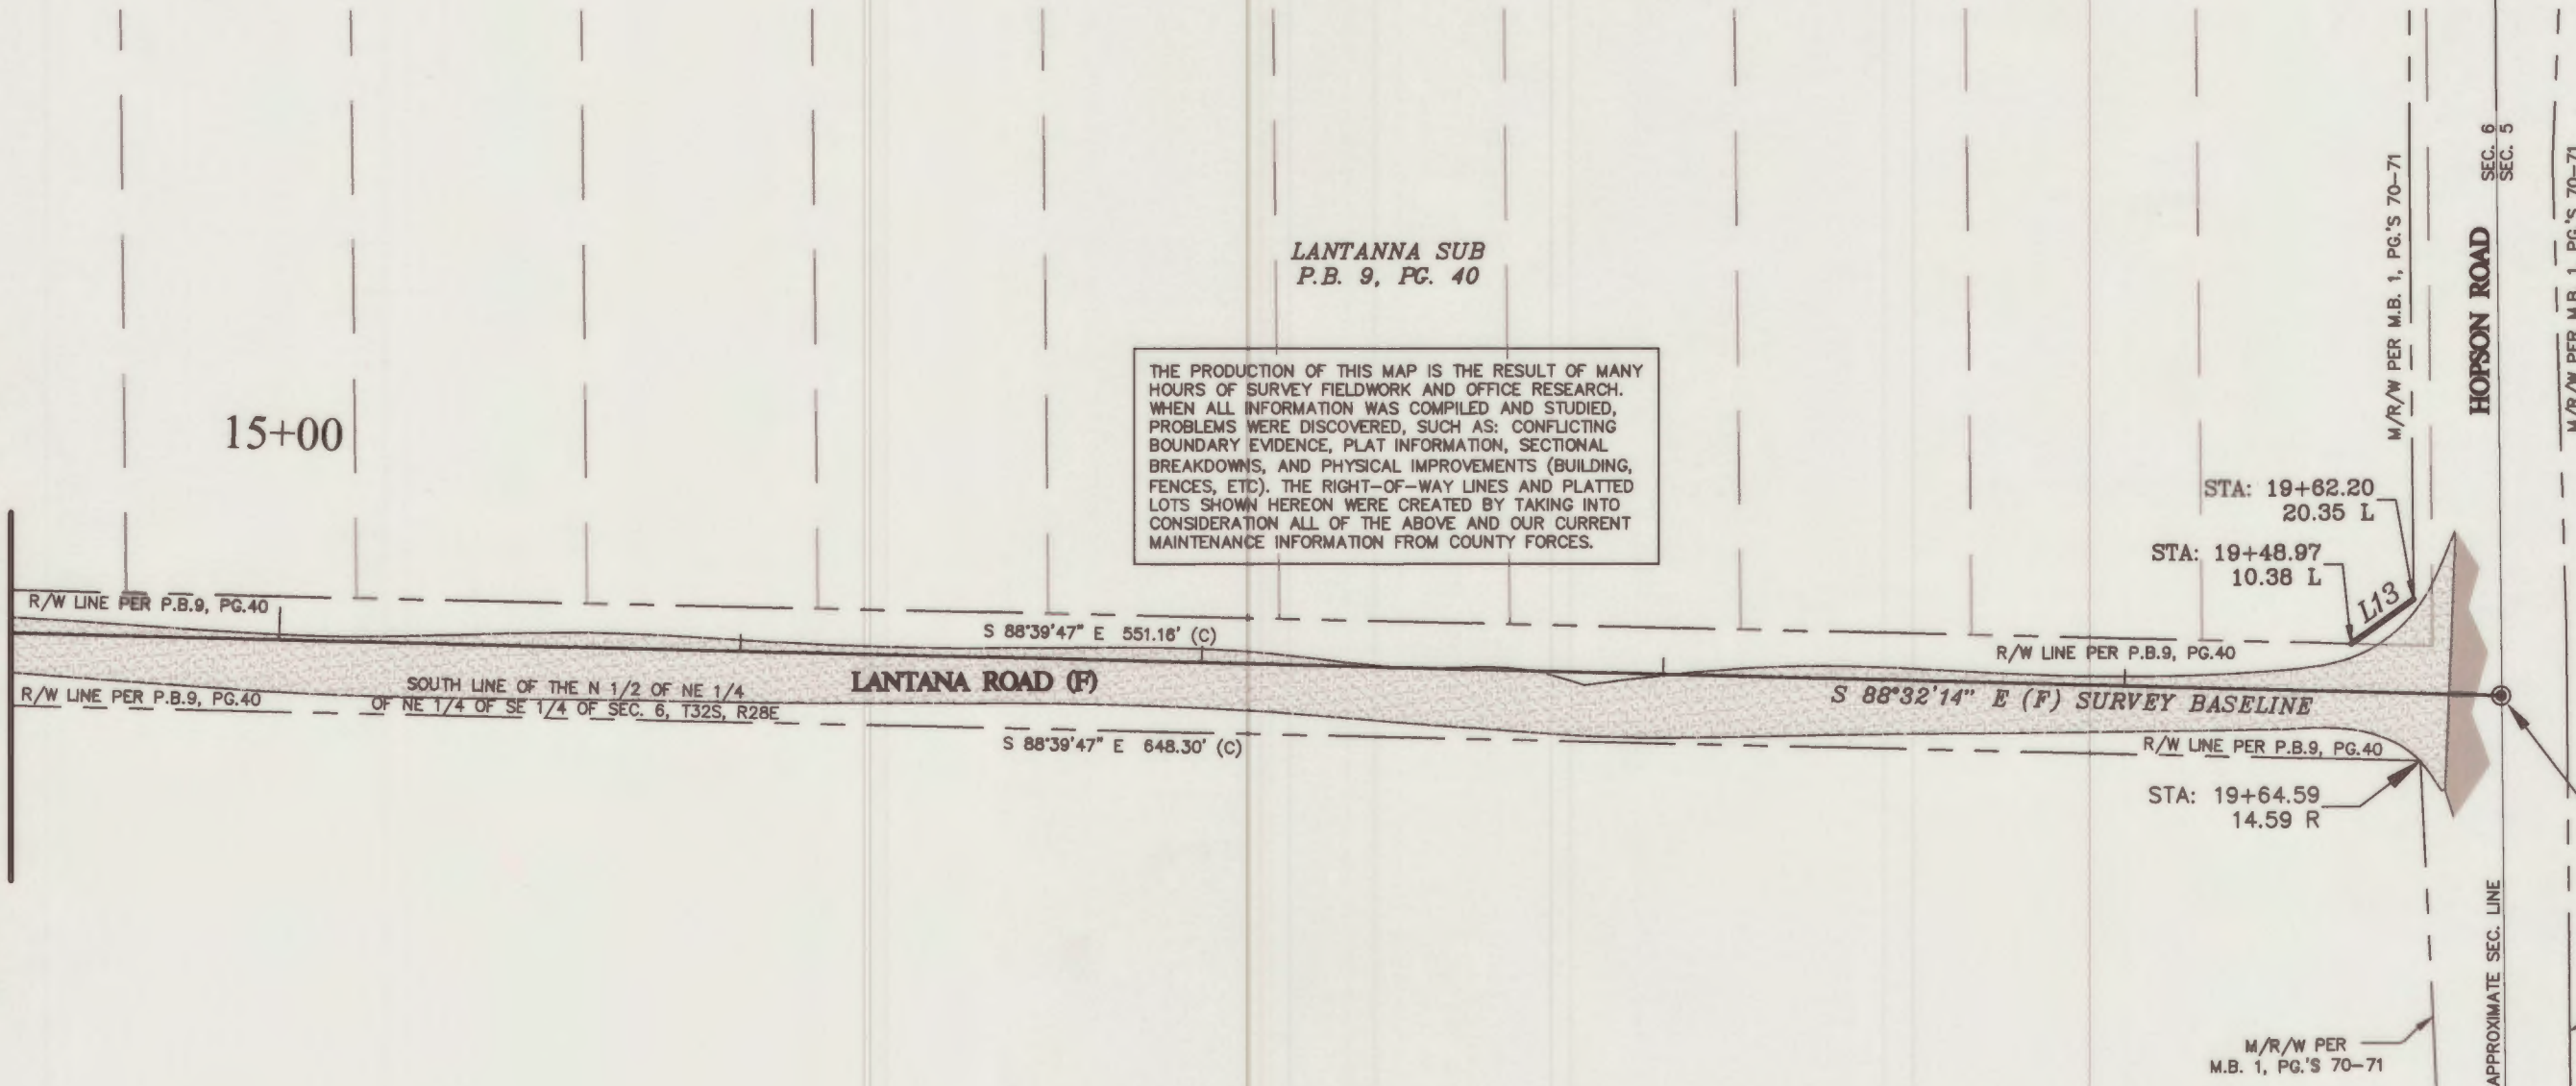 LANTANNA SUB
P.B. 9, PG. 40
THE PRODUCTION OF THIS MAP IS THE RESULT OF MANY
HOURS OF SURVEY FIELDWORK AND OFFICE RESEARCH.
WHEN ALL INFORMATION WAS COMPILED AND STUDIED,
PROBLEMS WERE DISCOVERED, SUCH AS: CONFLICTING
BOUNDARY EVIDENCE, PLAT INFORMATION, SECTIONAL
BREAKDOWNS, AND PHYSICAL IMPROVEMENTS (BUILDING,
FENCES, ETC). THE RIGHT-OF-WAY LINES AND PLATTED
LOTS SHOWN HEREON WERE CREATED BY TAKING INTO
CONSIDERATION ALL OF THE ABOVE AND OUR CURRENT
MAINTENANCE INFORMATION FROM COUNTY FORCES.
15+00
M/R/W PER M.B. 1, PG.'S 70-71
HOPSON ROAD
SEC. 6
SEC. 5
M/R/W PER M.B. 1, PG.'S 70-71
STA: 19+62.20
20.35 L
STA: 19+48.97
10.38 L
L13
R/W LINE PER P.B.9, PG.40
S 88°39'47" E 551.16' (C)
R/W LINE PER P.B.9, PG.40
LANTANA ROAD (F)
S 88°32'14" E (F) SURVEY BASELINE
R/W LINE PER P.B.9, PG.40
SOUTH LINE OF THE N 1/2 OF NE 1/4
OF NE 1/4 OF SE 1/4 OF SEC. 6, T32S, R28E
S 88°39'47" E 648.30' (C)
R/W LINE PER P.B.9, PG.40
STA: 19+64.59
14.59 R
APPROXIMATE SEC. LINE
M/R/W PER
M.B. 1, PG.'S 70-71